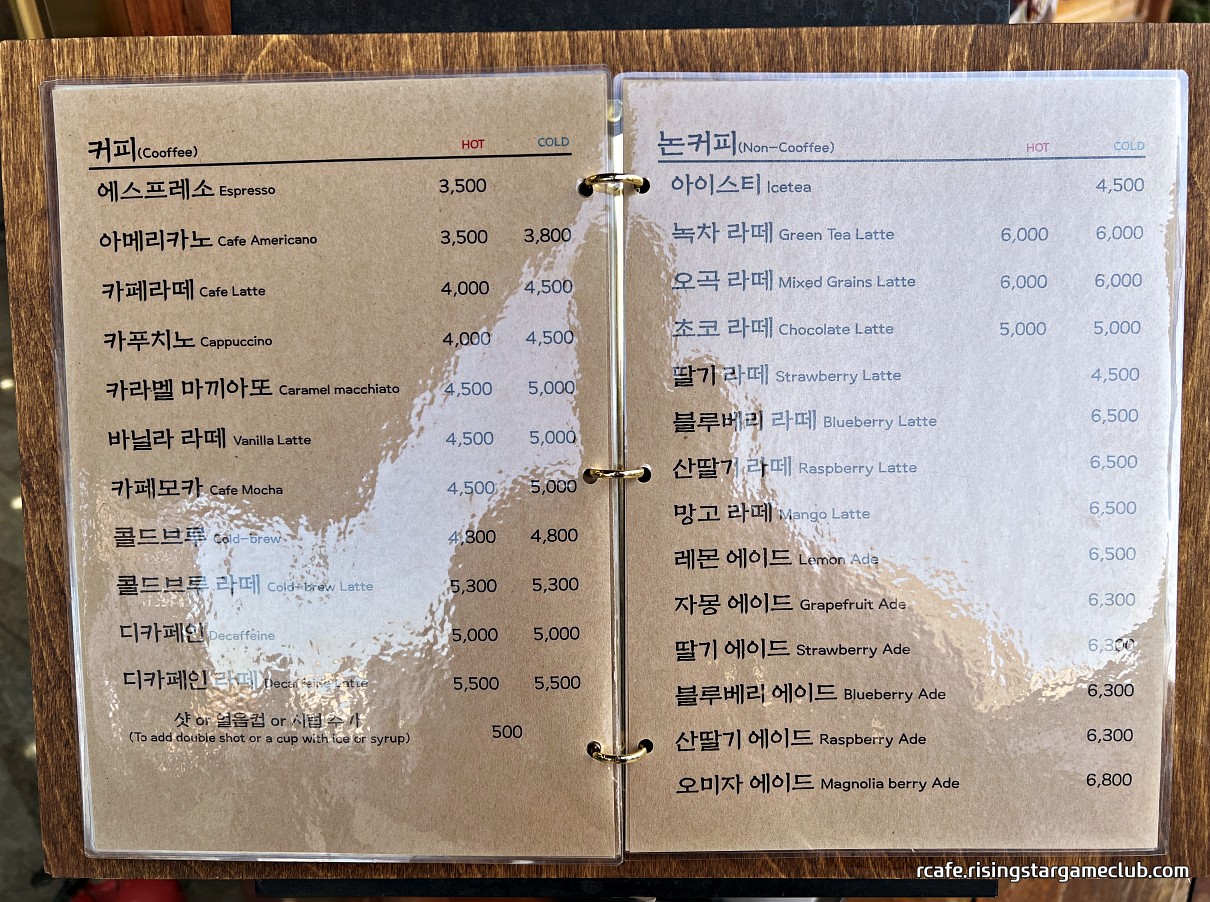 커피(Cooffee) HOT COLD
에스프레소 Espresso 3,500
아메리카노 Cafe Americano 3,500 3,800
카페라떼 Cafe Latte 4,000 4,500
카푸치노 Cappuccino 4,000 4,500
카라멜 마끼아또 Caramel macchiato 4,500 5,000
바닐라 라떼 Vanilla Latte 4,500 5,000
카페모카 Cafe Mocha 4,500 5,000
콜드브루 Cold-brew 4,800 4,800
콜드브루 라떼 Cold-brew Latte 5,300 5,300
디카페인 Decaffeine 5,000 5,000
디카페인 라떼 Decaffeine Latte 5,500 5,500
샷 or 얼음컵 or 시럽 추가
(To add double shot or a cup with ice or syrup) 500
논커피(Non-Cooffee) HOT COLD
아이스티 Icetea 4,500
녹차 라떼 Green Tea Latte 6,000 6,000
오곡 라떼 Mixed Grains Latte 6,000 6,000
초코 라떼 Chocolate Latte 5,000 5,000
딸기 라떼 Strawberry Latte 4,500
블루베리 라떼 Blueberry Latte 6,500
산딸기 라떼 Raspberry Latte 6,500
망고 라떼 Mango Latte 6,500
레몬 에이드 Lemon Ade 6,500
자몽 에이드 Grapefruit Ade 6,300
딸기 에이드 Strawberry Ade 6,300
블루베리 에이드 Blueberry Ade 6,300
산딸기 에이드 Raspberry Ade 6,300
오미자 에이드 Magnolia berry Ade 6,800
rcafe.risingstargameclub.com